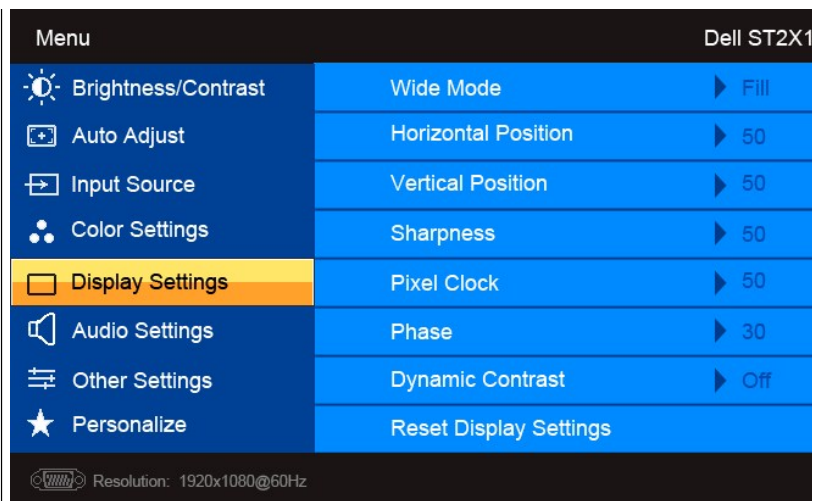 Menu Dell ST2X1
Brightness/Contrast Wide Mode Fill
Auto Adjust Horizontal Position 50
Input Source Vertical Position 50
Color Settings Sharpness 50
Display Settings Pixel Clock 50
Audio Settings Phase 30
Other Settings Dynamic Contrast Off
Personalize Reset Display Settings
Resolution: 1920x1080@60Hz